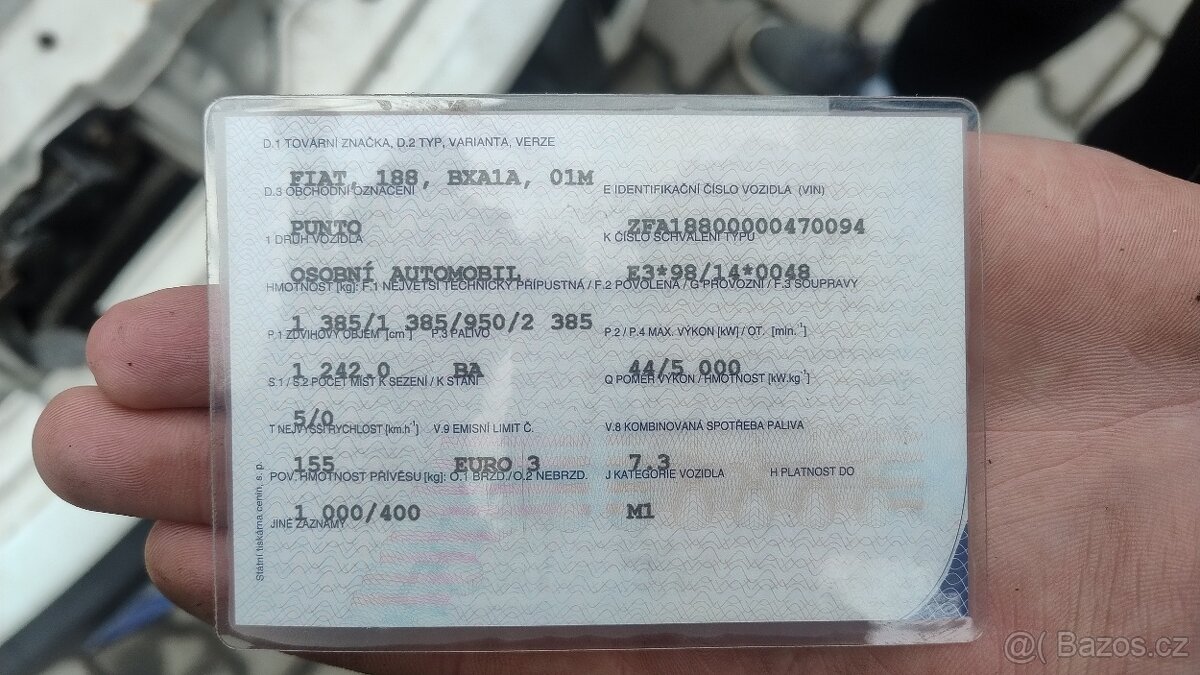 D.1 TOVÁRNÍ ZNAČKA, D.2 TYP, VARIANTA, VERZE
FIAT, 188, BXA1A, 01M
D.3 OBCHODNÍ OZNAČENÍ E IDENTIFIKAČNÍ ČÍSLO VOZIDLA (VIN)
PUNTO ZFA18800000470094
1 DRUH VOZIDLA K ČÍSLO SCHVÁLENÍ TYPU
OSOBNÍ AUTOMOBIL E3*98/14*0048
HMOTNOST [kg]: F.1 NEJVĚTŠÍ TECHNICKY PŘÍPUSTNÁ / F.2 POVOLENÁ / G PROVOZNÍ / F.3 SOUPRAVY
1 385/1 385/950/2 385
P.1 ZDVIHOVÝ OBJEM [cm³] P.3 PALIVO P.2 / P.4 MAX. VÝKON [kW] / OT. [min.⁻¹]
1 242.0 BA 44/5 000
S.1 / S.2 POČET MÍST K SEZENÍ / K STÁNÍ Q POMĚR VÝKON / HMOTNOST [kW.kg⁻¹]
5/0
T NEJVYŠŠÍ RYCHLOST [km.h⁻¹] V.9 EMISNÍ LIMIT Č. V.8 KOMBINOVANÁ SPOTŘEBA PALIVA
155 EURO 3 7.3
POV. HMOTNOST PŘÍVĚSU [kg]: O.1 BRZD./O.2 NEBRZD. J KATEGORIE VOZIDLA H PLATNOST DO
1 000/400 M1
JINÉ ZÁZNAMY
Státní tiskárna cenin, s. p.
@( Bazos.cz